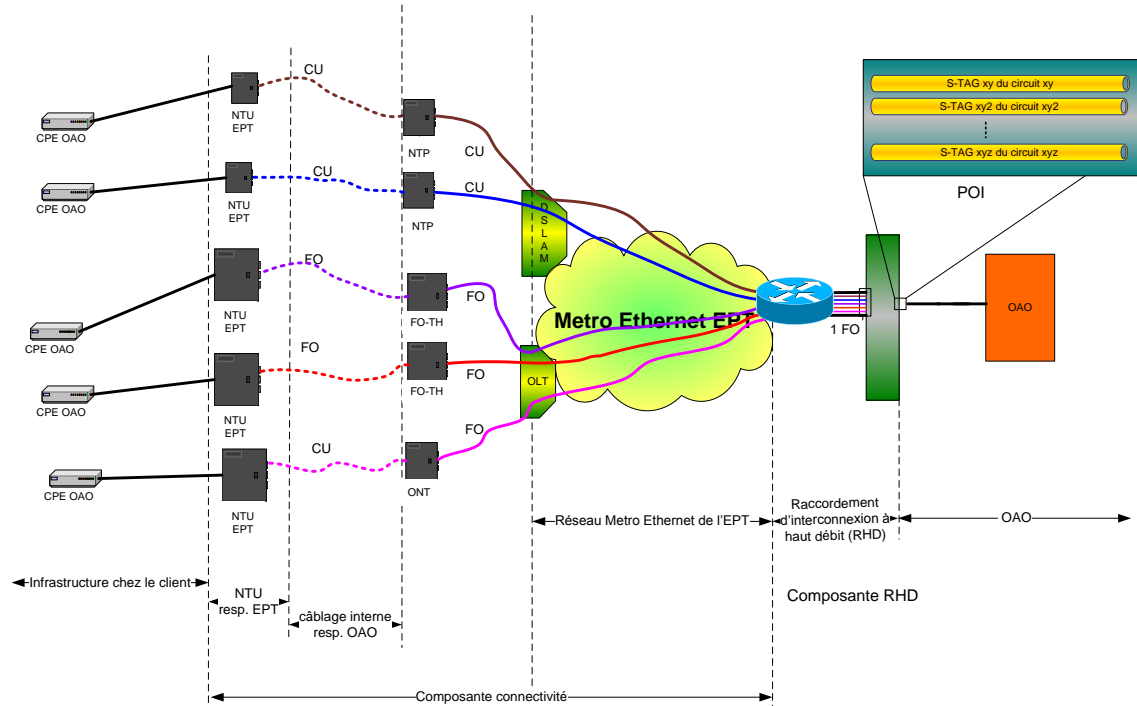 S-TAG xy du circuit xy
S-TAG xy2 du circuit xy2
S-TAG xyz du circuit xyz
POI
CU
NTU
EPT
CPE OAO
NTP
CU
CU
NTU
EPT
CPE OAO
NTP
CU
DSLAM
FO
NTU
EPT
CPE OAO
FO-TH
FO
Metro Ethernet EPT
1 FO
OAO
FO
NTU
EPT
CPE OAO
FO-TH
FO
OLT
CU
NTU
EPT
CPE OAO
ONT
FO
Réseau Metro Ethernet de l'EPT
Raccordement
d'interconnexion à
haut débit (RHD)
OAO
Infrastructure chez le client
NTU
resp. EPT
câblage interne
resp. OAO
Composante RHD
Composante connectivité